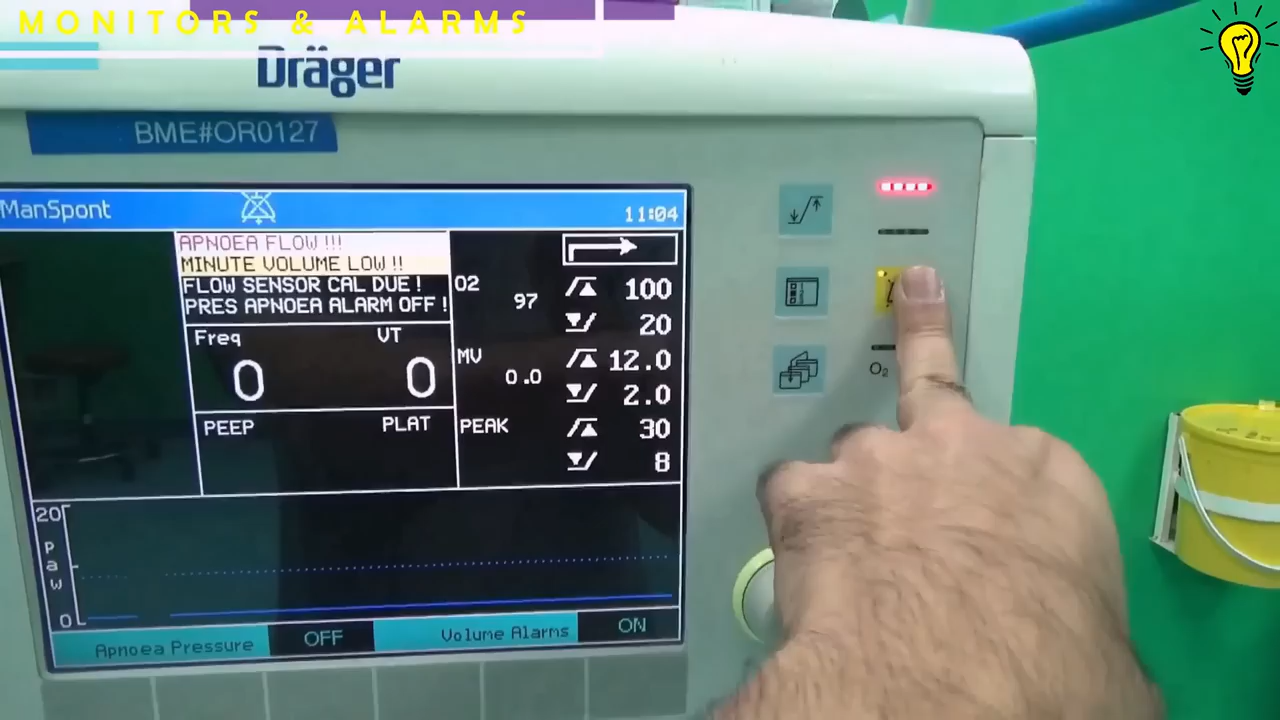 MONITORS & ALARMS
Dräger
BME#OR0127
ManSpont
11:04
APNOEA FLOW !!!
MINUTE VOLUME LOW !!
FLOW SENSOR CAL DUE !
PRES APNOEA ALARM OFF !
Freq VT
0 0
PEEP PLAT
O2 97
100
20
MV 0.0
12.0
2.0
PEAK
30
8
20
Paw
0
Apnoea Pressure OFF Volume Alarms ON
O₂